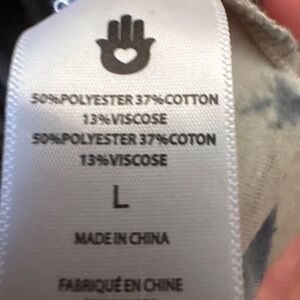 50%POLYESTER 37%COTTON
13%VISCOSE
50%POLYESTER 37%COTON
13%VISCOSE
L
MADE IN CHINA
FABRIQUÉ EN CHINE